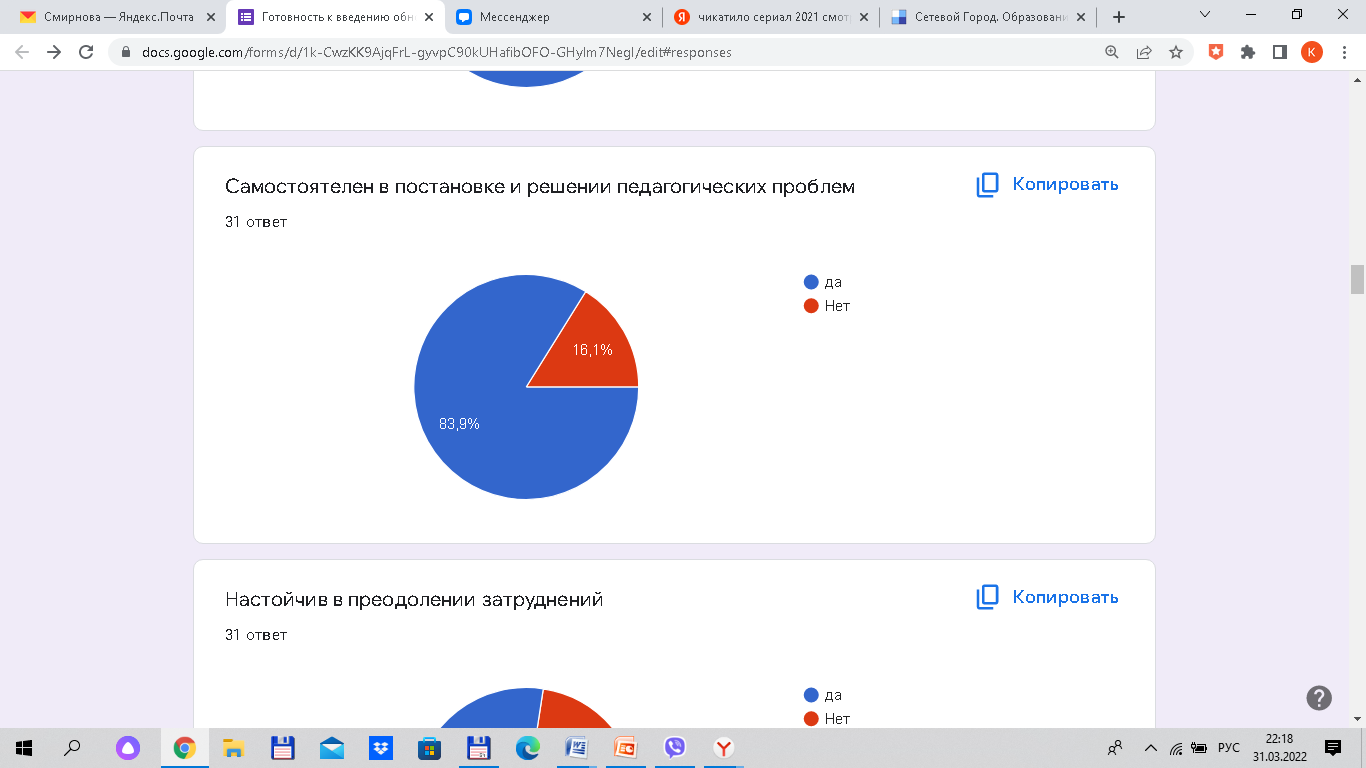 Смирнова — Яндекс.Почта
Готовность к введению обн
Мессенджер
чикатило сериал 2021 смот
Сетевой Город. Образовани
docs.google.com/forms/d/1k-CwzKK9AjqFrL-gyvpC90kUHafibOFO-GHyIm7NegI/edit#responses
К
Самостоятелен в постановке и решении педагогических проблем
Копировать
31 ответ
да
Нет
16,1%
83,9%
Настойчив в преодолении затруднений
Копировать
31 ответ
да
Нет
РУС
22:18
31.03.2022